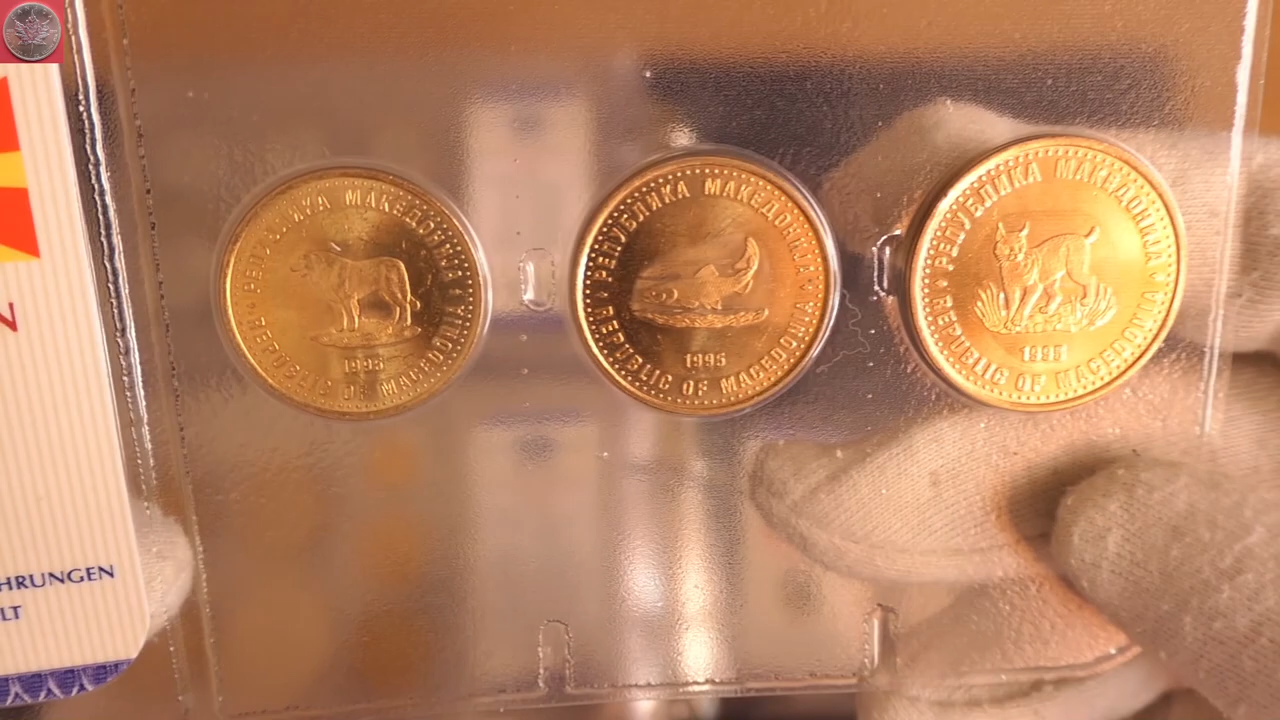 РЕПУБЛИКА МАКЕДОНИЈА
1993
REPUBLIC OF MACEDONIA
РЕПУБЛИКА МАКЕДОНИЈА
1995
REPUBLIC OF MACEDONIA
РЕПУБЛИКА МАКЕДОНИЈА
1995
REPUBLIC OF MACEDONIA
N
HRUNGEN
LT